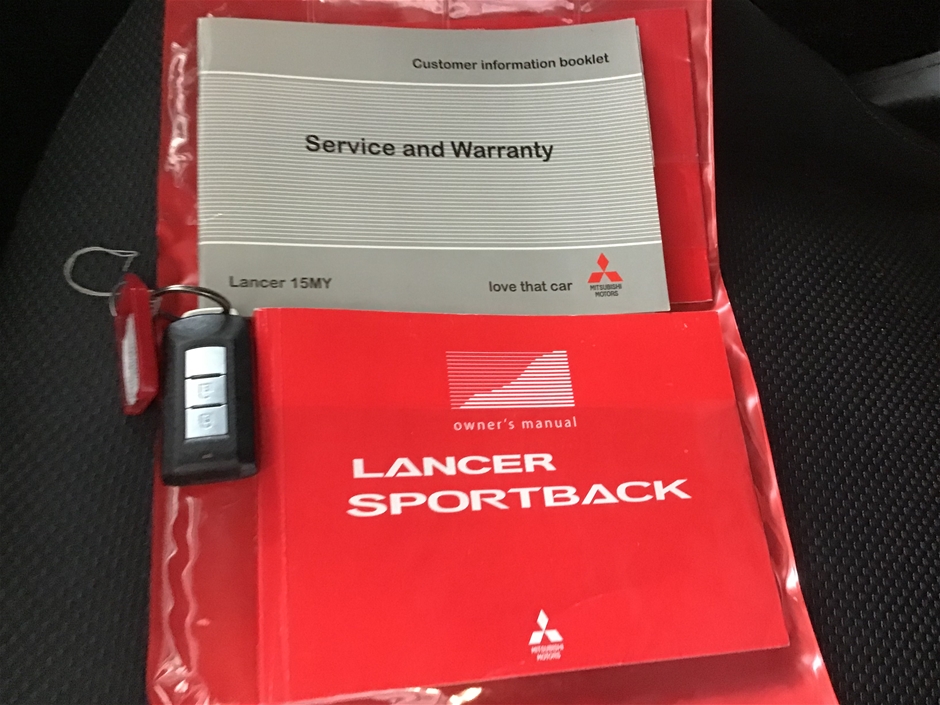 Customer information booklet
Service and Warranty
Lancer 15MY
love that car
MITSUBISHI
MOTORS
owner's manual
LANCER
SPORTBACK
MITSUBISHI
MOTORS